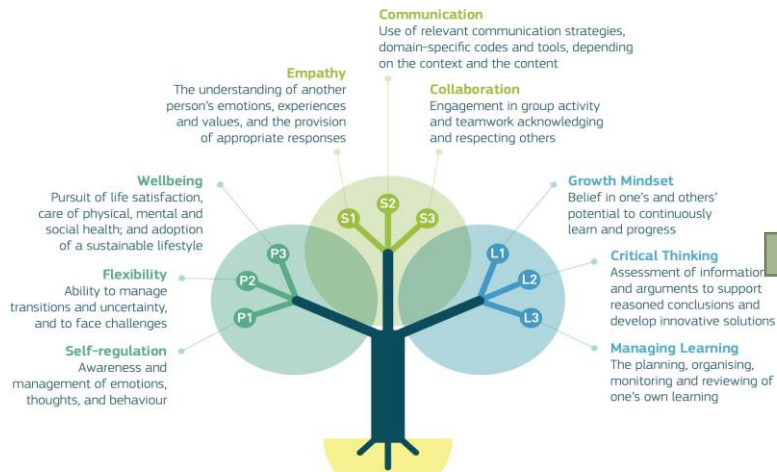 Communication
Use of relevant communication strategies,
domain-specific codes and tools, depending
on the context and the content
Empathy
The understanding of another
person's emotions, experiences
and values, and the provision
of appropriate responses
Collaboration
Engagement in group activity
and teamwork acknowledging
and respecting others
Wellbeing
Pursuit of life satisfaction,
care of physical, mental and
social health; and adoption
of a sustainable lifestyle
Flexibility
Ability to manage
transitions and uncertainty,
and to face challenges
Self-regulation
Awareness and
management of emotions,
thoughts, and behaviour
P3
P2
P1
S1
S2
S3
L1
L2
L3
Growth Mindset
Belief in one's and others'
potential to continuously
learn and progress
Critical Thinking
Assessment of information
and arguments to support
reasoned conclusions and
develop innovative solutions
Managing Learning
The planning, organising,
monitoring and reviewing of
one's own learning